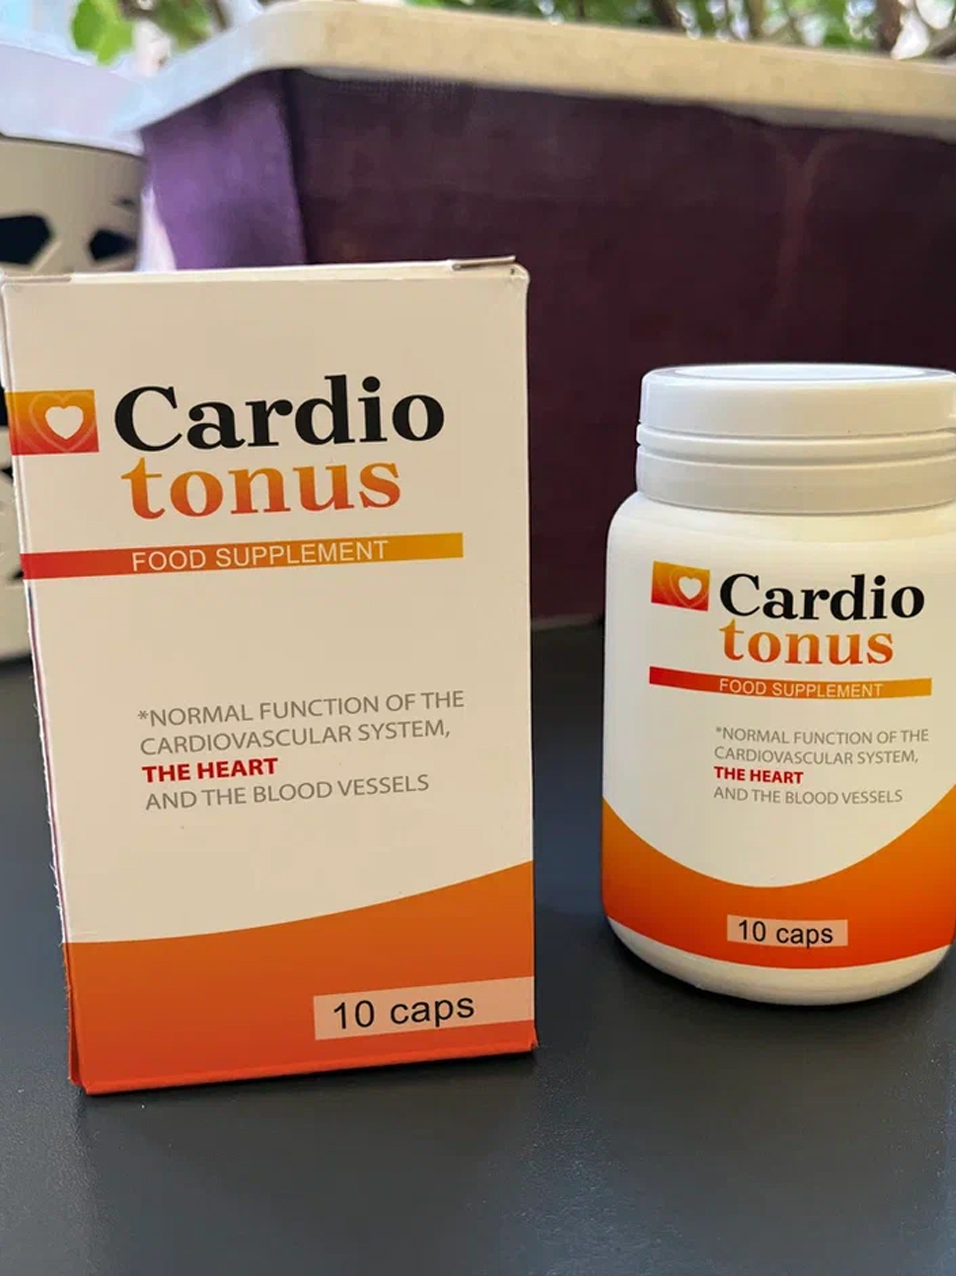 Cardio
tonus
FOOD SUPPLEMENT
*NORMAL FUNCTION OF THE
CARDIOVASCULAR SYSTEM,
THE HEART
AND THE BLOOD VESSELS
10 caps
Cardio
tonus
FOOD SUPPLEMENT
*NORMAL FUNCTION OF THE
CARDIOVASCULAR SYSTEM,
THE HEART
AND THE BLOOD VESSELS
10 caps